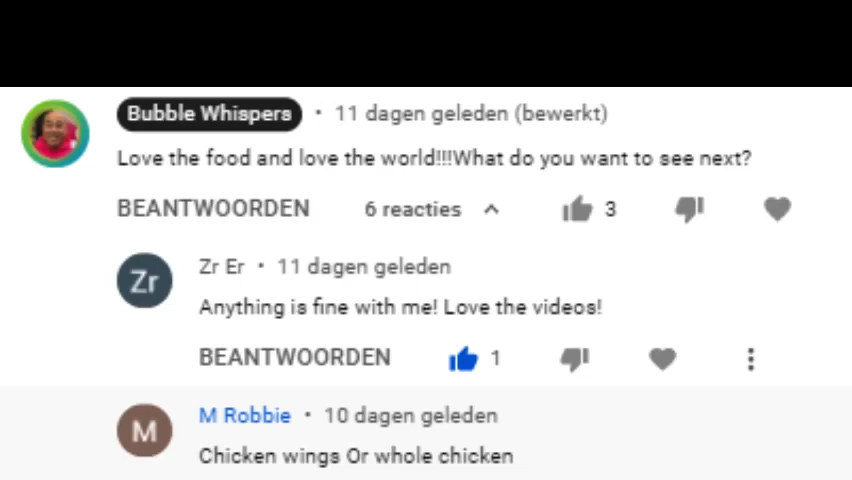 Bubble Whispers • 11 dagen geleden (bewerkt)
Love the food and love the world!!!What do you want to see next?
BEANTWOORDEN 6 reacties 3
Zr
Zr Er • 11 dagen geleden
Anything is fine with me! Love the videos!
BEANTWOORDEN 1
M
M Robbie • 10 dagen geleden
Chicken wings Or whole chicken